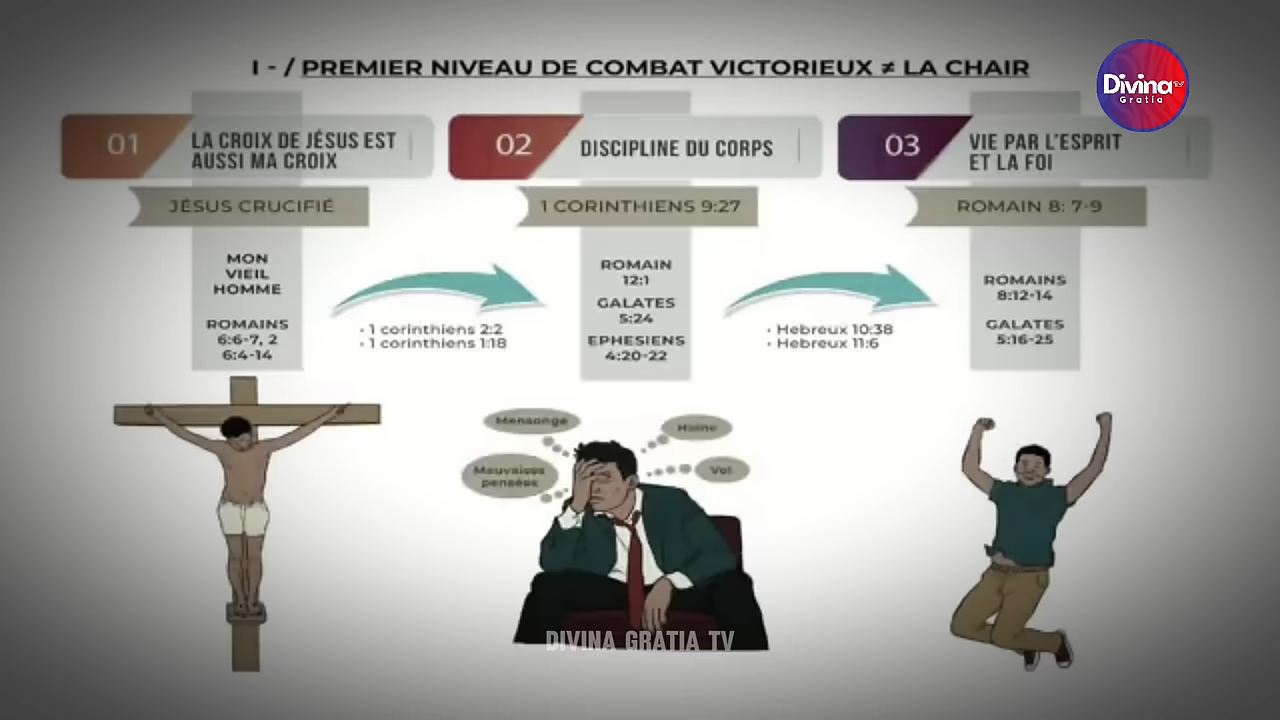 I - / PREMIER NIVEAU DE COMBAT VICTORIEUX ≠ LA CHAIR
Divina TV
Gratia
01
LA CROIX DE JÉSUS EST
AUSSI MA CROIX
JÉSUS CRUCIFIÉ
MON
VIEIL
HOMME
ROMAINS
6:6-7, 2
6:4-14
• 1 corinthiens 2:2
• 1 corinthiens 1:18
02
DISCIPLINE DU CORPS
1 CORINTHIENS 9:27
ROMAIN
12:1
GALATES
5:24
EPHESIENS
4:20-22
• Hebreux 10:38
• Hebreux 11:6
03
VIE PAR L'ESPRIT
ET LA FOI
ROMAIN 8: 7-9
ROMAINS
8:12-14
GALATES
5:16-25
Mensonge
Haine
Mauvaises
pensées
Vol
DIVINA GRATIA TV